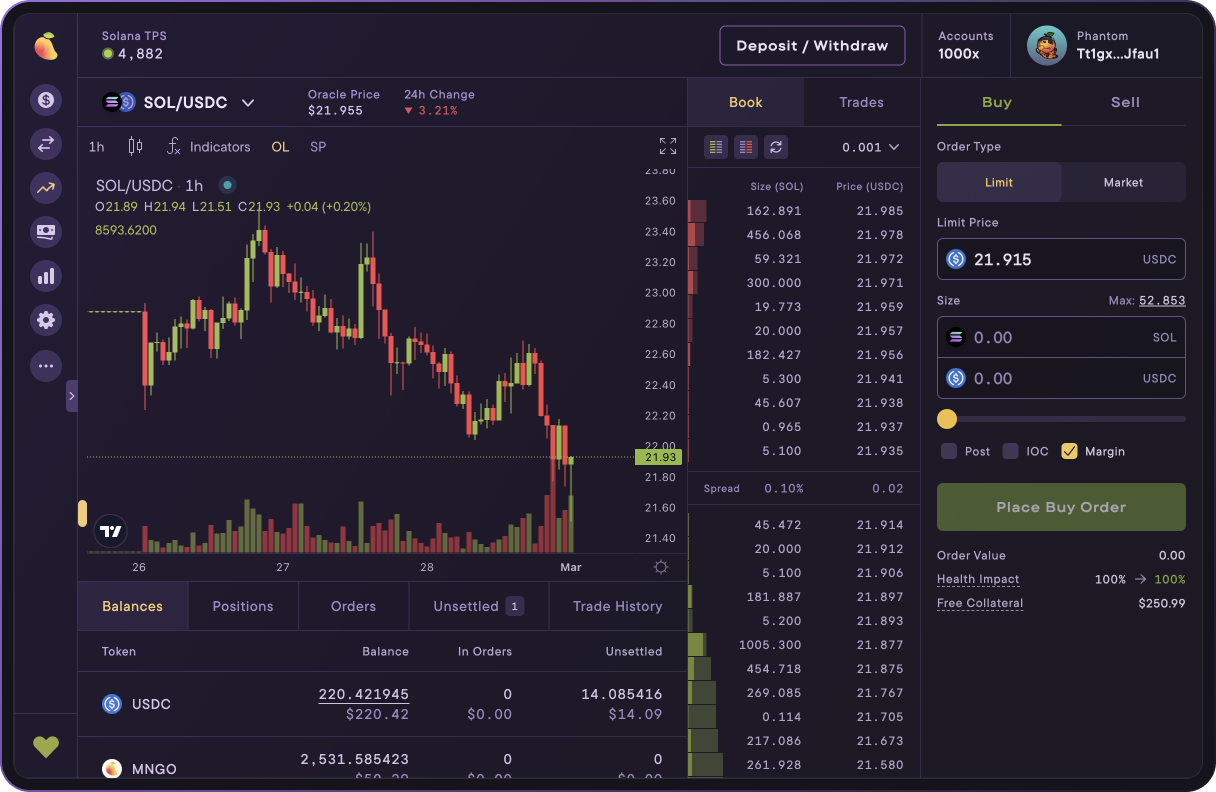 Solana TPS
4,882
Deposit / Withdraw
Accounts
1000x
Phantom
Tt1gx...Jfau1
SOL/USDC
Oracle Price
$21.955
24h Change
▼ 3.21%
1h
Indicators
OL
SP
SOL/USDC · 1h
O21.89 H21.94 L21.51 C21.93 +0.04 (+0.20%)
8593.6200
23.80
23.60
23.40
23.20
23.00
22.80
22.60
22.40
22.20
22.00
21.93
21.80
21.60
21.40
26
27
28
Mar
Book
Trades
0.001
Size (SOL) Price (USDC)
162.891 21.985
456.068 21.978
59.321 21.972
300.000 21.971
19.773 21.959
20.000 21.957
182.427 21.956
5.300 21.941
45.607 21.938
0.965 21.937
5.100 21.935
Spread 0.10% 0.02
45.472 21.914
20.000 21.912
5.100 21.906
181.887 21.897
5.200 21.893
1005.300 21.877
454.718 21.875
269.085 21.767
0.114 21.705
217.086 21.673
261.928 21.580
Buy
Sell
Order Type
Limit
Market
Limit Price
21.915 USDC
Size
Max: 52.853
0.00 SOL
0.00 USDC
Post
IOC
Margin
Place Buy Order
Order Value 0.00
Health Impact 100% → 100%
Free Collateral $250.99
Balances
Positions
Orders
Unsettled 1
Trade History
Token Balance In Orders Unsettled
USDC 220.421945 0 14.085416
$220.42 $0.00 $14.09
MNGO 2,531.585423 0 0